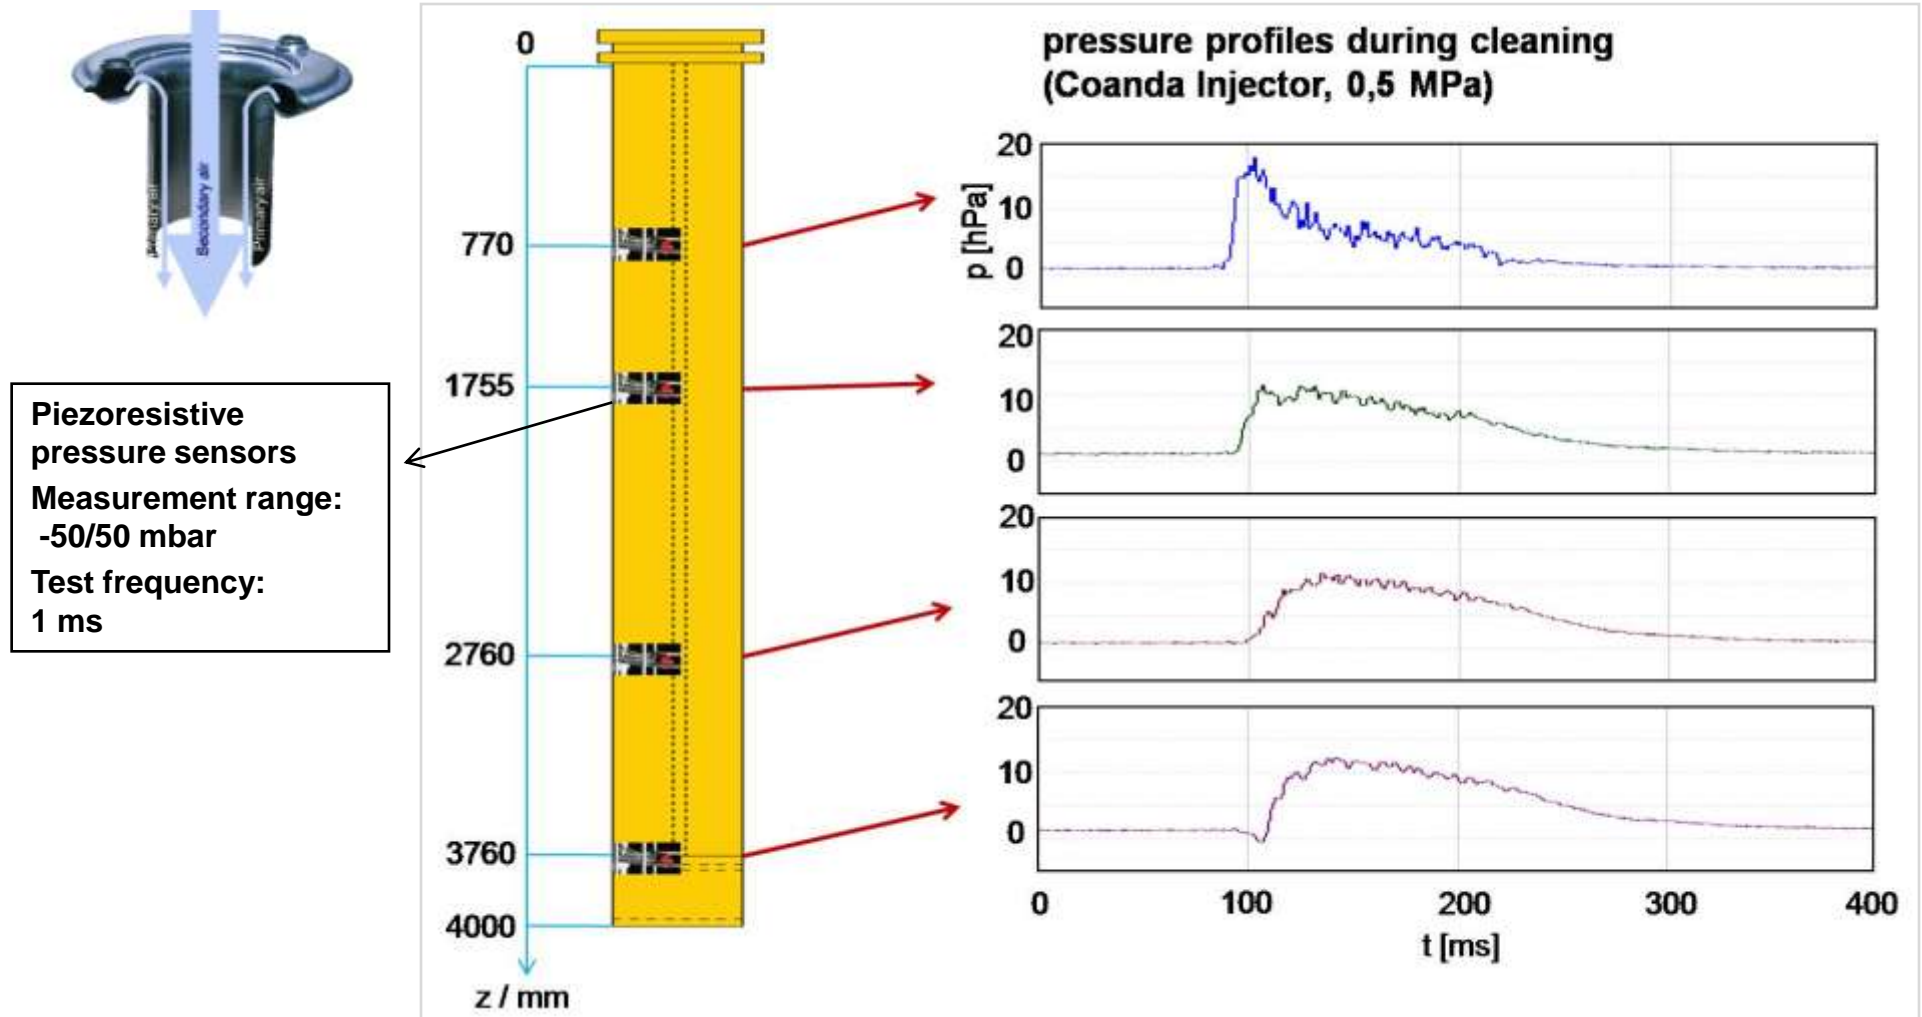 Primary air
Secondary air
Primary air
Piezoresistive
pressure sensors
Measurement range:
-50/50 mbar
Test frequency:
1 ms
0
770
1755
2760
3760
4000
z / mm
pressure profiles during cleaning
(Coanda Injector, 0,5 MPa)
p [hPa]
20
10
0
20
10
0
20
10
0
20
10
0
0 100 200 300 400
t [ms]